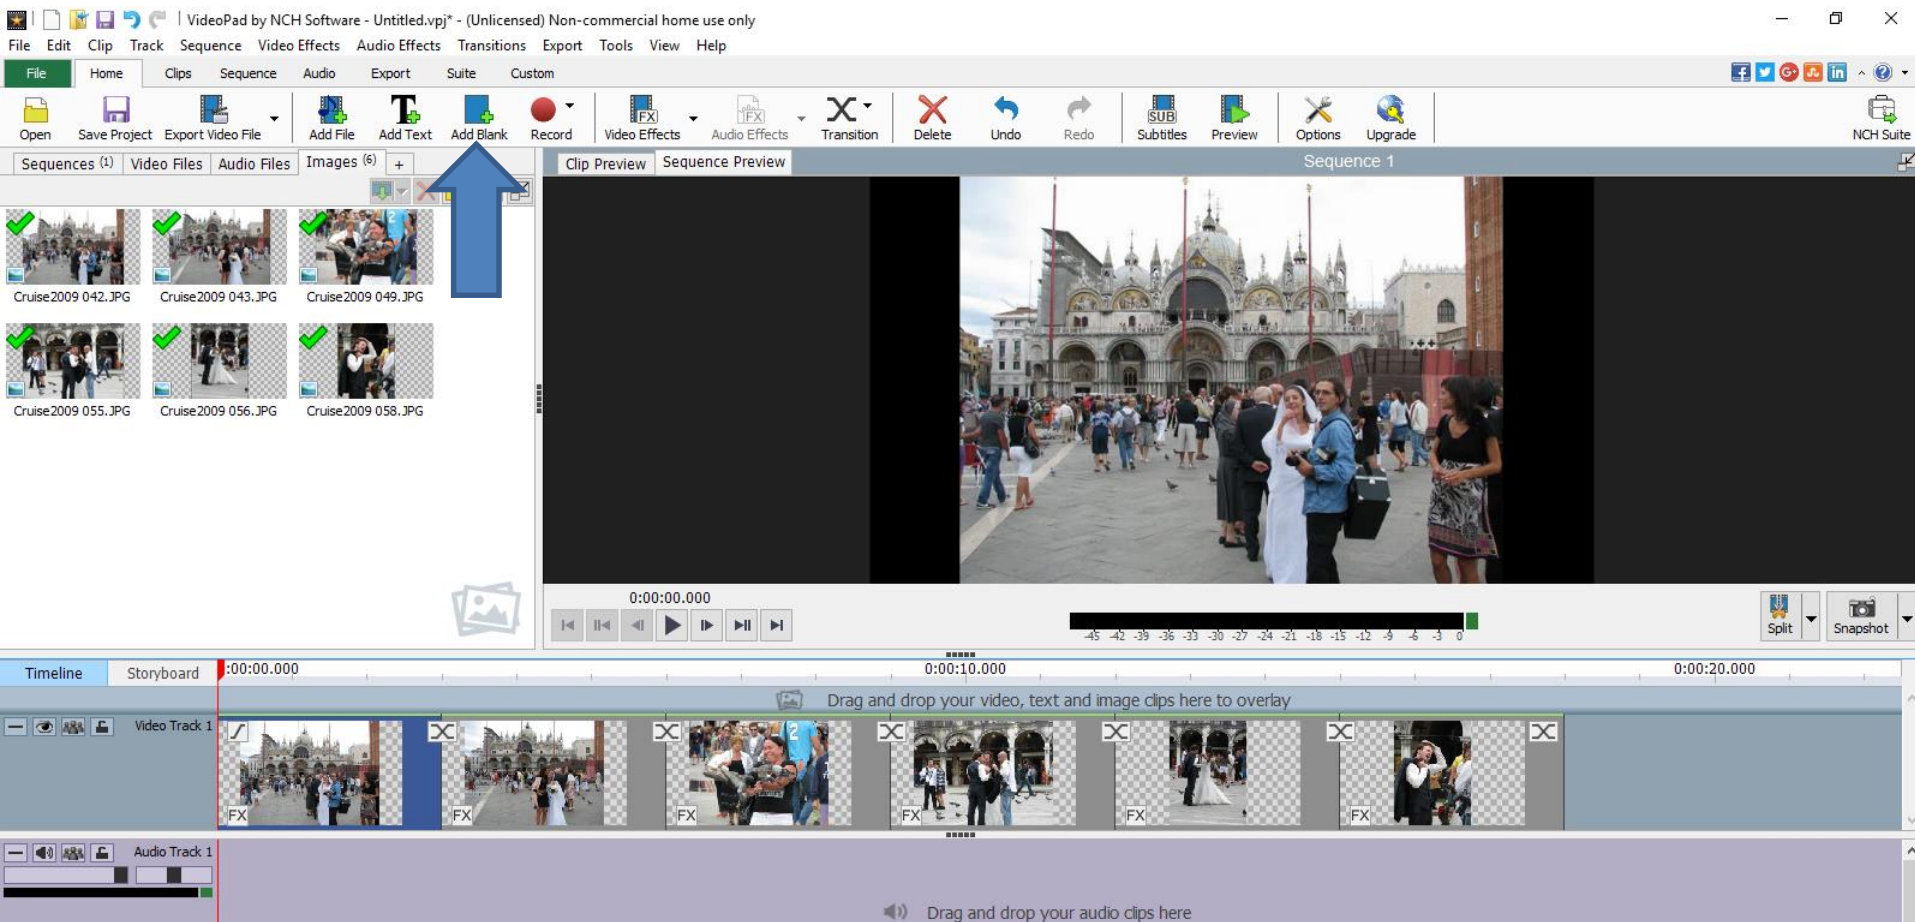 VideoPad by NCH Software - Untitled.vpj* - (Unlicensed) Non-commercial home use only
File Edit Clip Track Sequence Video Effects Audio Effects Transitions Export Tools View Help
File Home Clips Sequence Audio Export Suite Custom
Open Save Project Export Video File Add File Add Text Add Blank Record Video Effects Audio Effects Transition Delete Undo Redo Subtitles Preview Options Upgrade NCH Suite
Sequences (1) Video Files Audio Files Images (6) + Clip Preview Sequence Preview Sequence 1
Cruise2009 042.JPG Cruise2009 043.JPG Cruise2009 049.JPG
Cruise2009 055.JPG Cruise2009 056.JPG Cruise2009 058.JPG
0:00:00.000
-45 -42 -39 -36 -33 -30 -27 -24 -21 -18 -15 -12 -9 -6 -3 0
Split Snapshot
Timeline Storyboard :00:00.000 0:00:10.000 0:00:20.000
Drag and drop your video, text and image clips here to overlay
Video Track 1
FX FX FX FX FX FX
Audio Track 1
Drag and drop your audio clips here